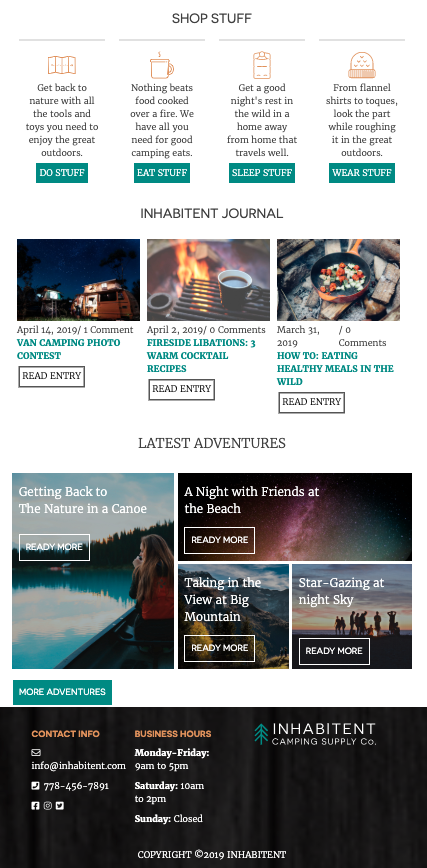 SHOP STUFF
Get back to
nature with all
the tools and
toys you need to
enjoy the great
outdoors.
DO STUFF
Nothing beats
food cooked
over a fire. We
have all you
need for good
camping eats.
EAT STUFF
Get a good
night's rest in
the wild in a
home away
from home that
travels well.
SLEEP STUFF
From flannel
shirts to toques,
look the part
while roughing
it in the great
outdoors.
WEAR STUFF
INHABITENT JOURNAL
April 14, 2019/ 1 Comment
VAN CAMPING PHOTO
CONTEST
READ ENTRY
April 2, 2019/ 0 Comments
FIRESIDE LIBATIONS: 3
WARM COCKTAIL
RECIPES
READ ENTRY
March 31, / 0
2019 Comments
HOW TO: EATING
HEALTHY MEALS IN THE
WILD
READ ENTRY
LATEST ADVENTURES
Getting Back to
The Nature in a Canoe
READY MORE
A Night with Friends at
the Beach
READY MORE
Taking in the
View at Big
Mountain
READY MORE
Star-Gazing at
night Sky
READY MORE
MORE ADVENTURES
CONTACT INFO
info@inhabitent.com
778-456-7891
BUSINESS HOURS
Monday-Friday:
9am to 5pm
Saturday: 10am
to 2pm
Sunday: Closed
INHABITENT
CAMPING SUPPLY Co.
COPYRIGHT ©2019 INHABITENT